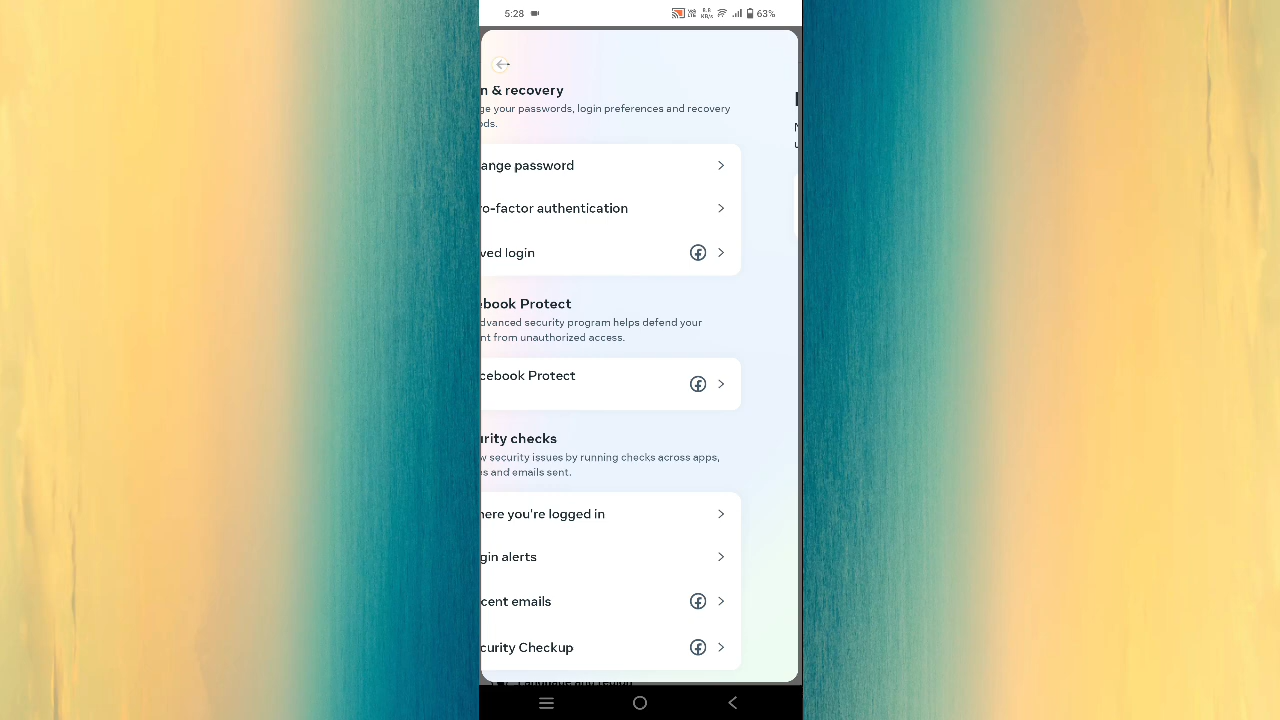 5:28
63%
n & recovery
ge your passwords, login preferences and recovery
ods.
ange password
o-factor authentication
ved login
ebook Protect
dvanced security program helps defend your
nt from unauthorized access.
cebook Protect
urity checks
w security issues by running checks across apps,
es and emails sent.
here you're logged in
gin alerts
cent emails
curity Checkup